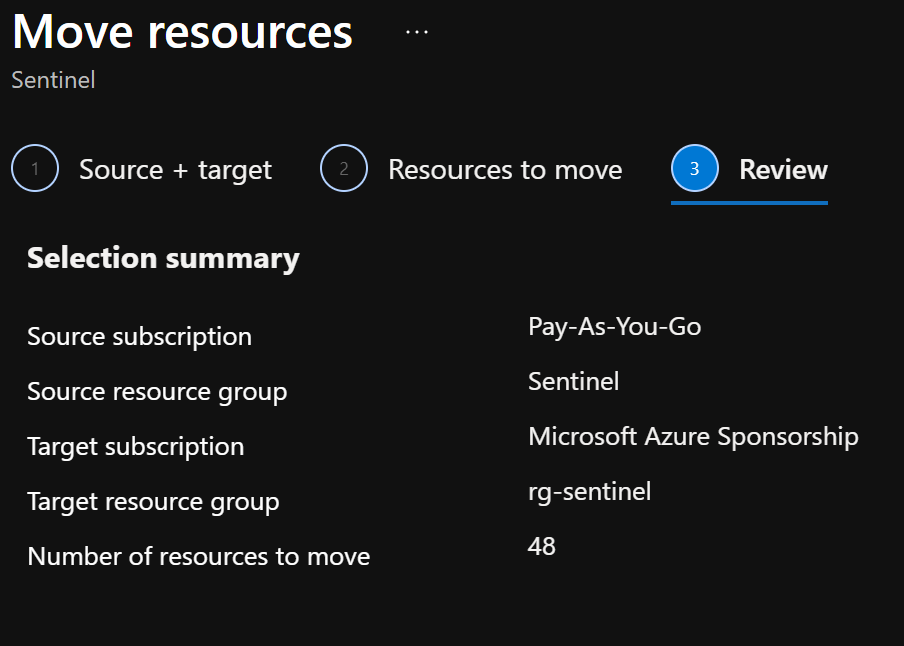 Move resources ...
Sentinel
1 Source + target 2 Resources to move 3 Review
Selection summary
Source subscription Pay-As-You-Go
Source resource group Sentinel
Target subscription Microsoft Azure Sponsorship
Target resource group rg-sentinel
Number of resources to move 48